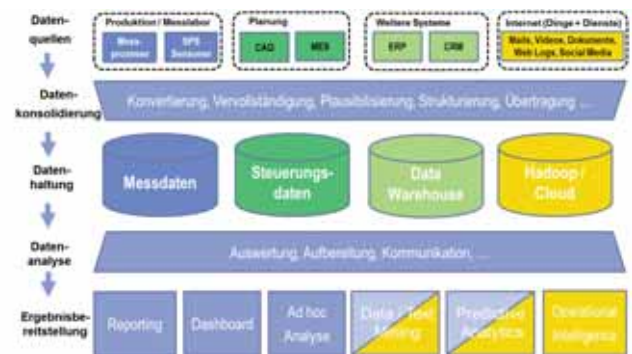 Daten-
quellen
Produktion / Messlabor
Mess-
prozesse
SPS
Sensoren
Planung
CAQ
MES
Weitere Systeme
ERP
CRM
Internet (Dinge + Dienste)
Mails, Videos, Dokumente,
Web Logs, Social Media
Daten-
konsolidierung
Konvertierung, Vervollständigung, Plausibilisierung, Strukturierung, Übertragung ...
Daten-
haltung
Messdaten
Steuerungs-
daten
Data
Warehouse
Hadoop /
Cloud
Daten-
analyse
Auswertung, Aufbereitung, Kommunikation, ...
Ergebnisbe-
reitstellung
Reporting
Dashboard
Ad hoc
Analyse
Data / Text
Mining
Predictive
Analytics
Operational
Intelligence